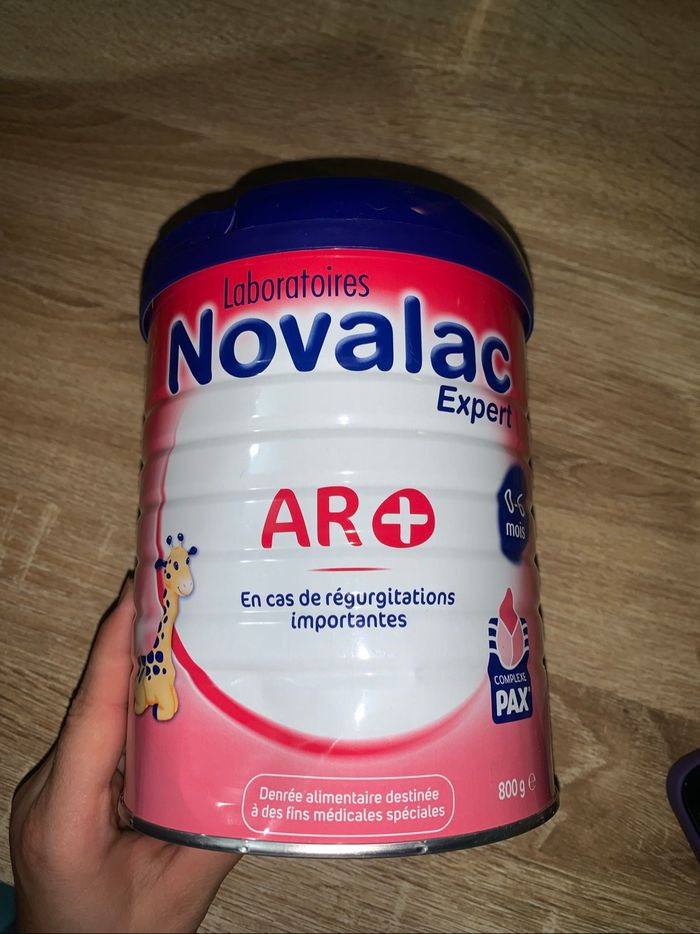 Laboratoires
Novalac
Expert
0-6
mois
AR+
En cas de régurgitations
importantes
COMPLEXE
PAX®
Denrée alimentaire destinée
à des fins médicales spéciales
800 g ℮